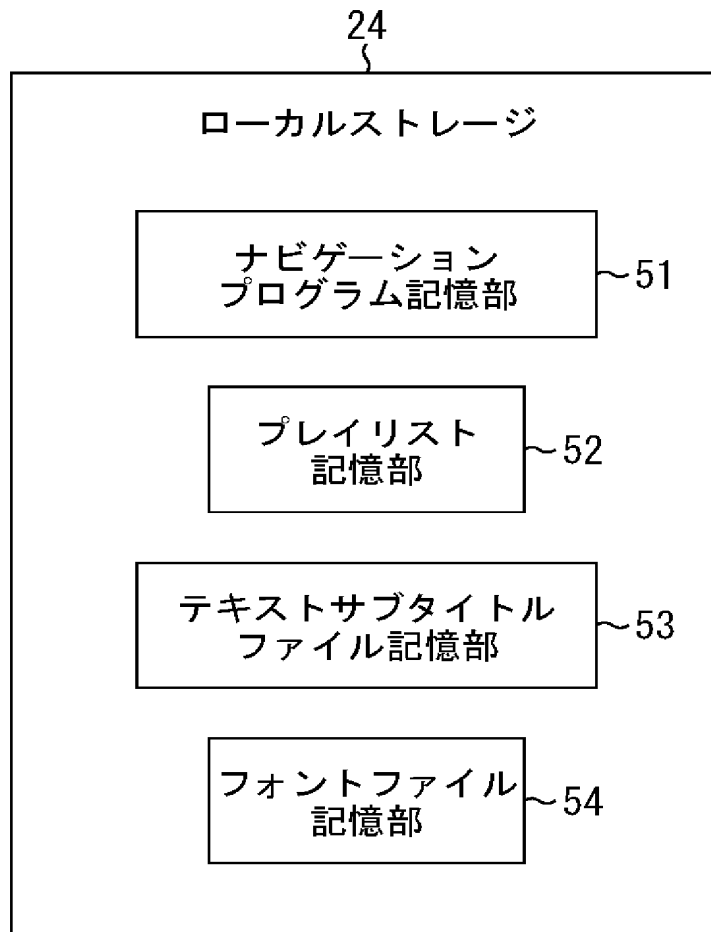 24
ローカルストレージ
ナビゲーション
プログラム記憶部
51
プレイリスト
記憶部
52
テキストサブタイトル
ファイル記憶部
53
フォントファイル
記憶部
54